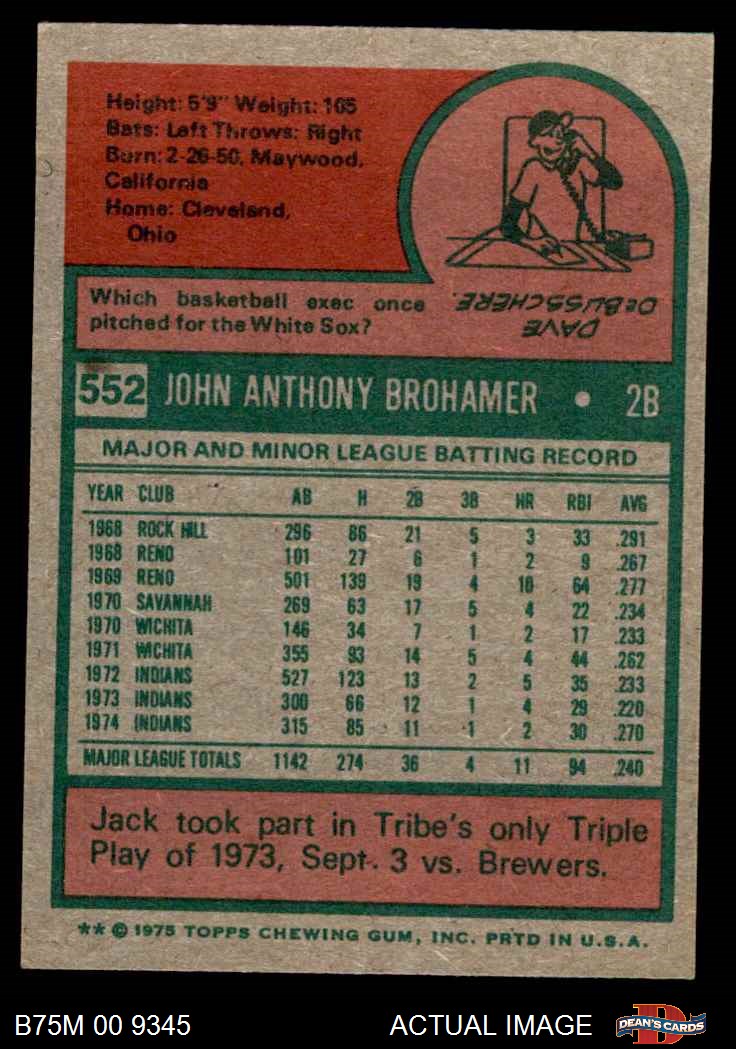 Height: 5'9" Weight: 165
Bats: Left Throws: Right
Born: 2-26-50, Maywood,
California
Home: Cleveland,
Ohio
Which basketball exec once
pitched for the White Sox?
DAVE
DeBUSSCHERE.
552 JOHN ANTHONY BROHAMER • 2B
MAJOR AND MINOR LEAGUE BATTING RECORD
YEAR CLUB AB H 2B 3B HR RBI AVG
1968 ROCK HILL 296 86 21 5 3 33 .291
1968 RENO 101 27 6 1 2 9 .267
1969 RENO 501 139 19 4 10 64 .277
1970 SAVANNAH 269 63 17 5 4 22 .234
1970 WICHITA 146 34 7 1 2 17 .233
1971 WICHITA 355 93 14 5 4 44 .262
1972 INDIANS 527 123 13 2 5 35 .233
1973 INDIANS 300 66 12 1 4 29 .220
1974 INDIANS 315 85 11 1 2 30 .270
MAJOR LEAGUE TOTALS 1142 274 36 4 11 94 .240
Jack took part in Tribe's only Triple
Play of 1973, Sept. 3 vs. Brewers.
** © 1975 TOPPS CHEWING GUM, INC. PRTD IN U.S.A.
B75M 00 9345 ACTUAL IMAGE
DEAN'S CARDS